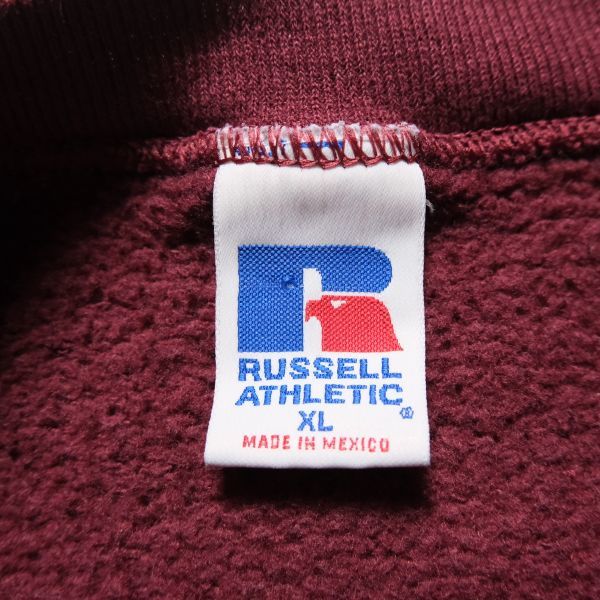 R
RUSSELL
ATHLETIC®
XL
MADE IN MEXICO